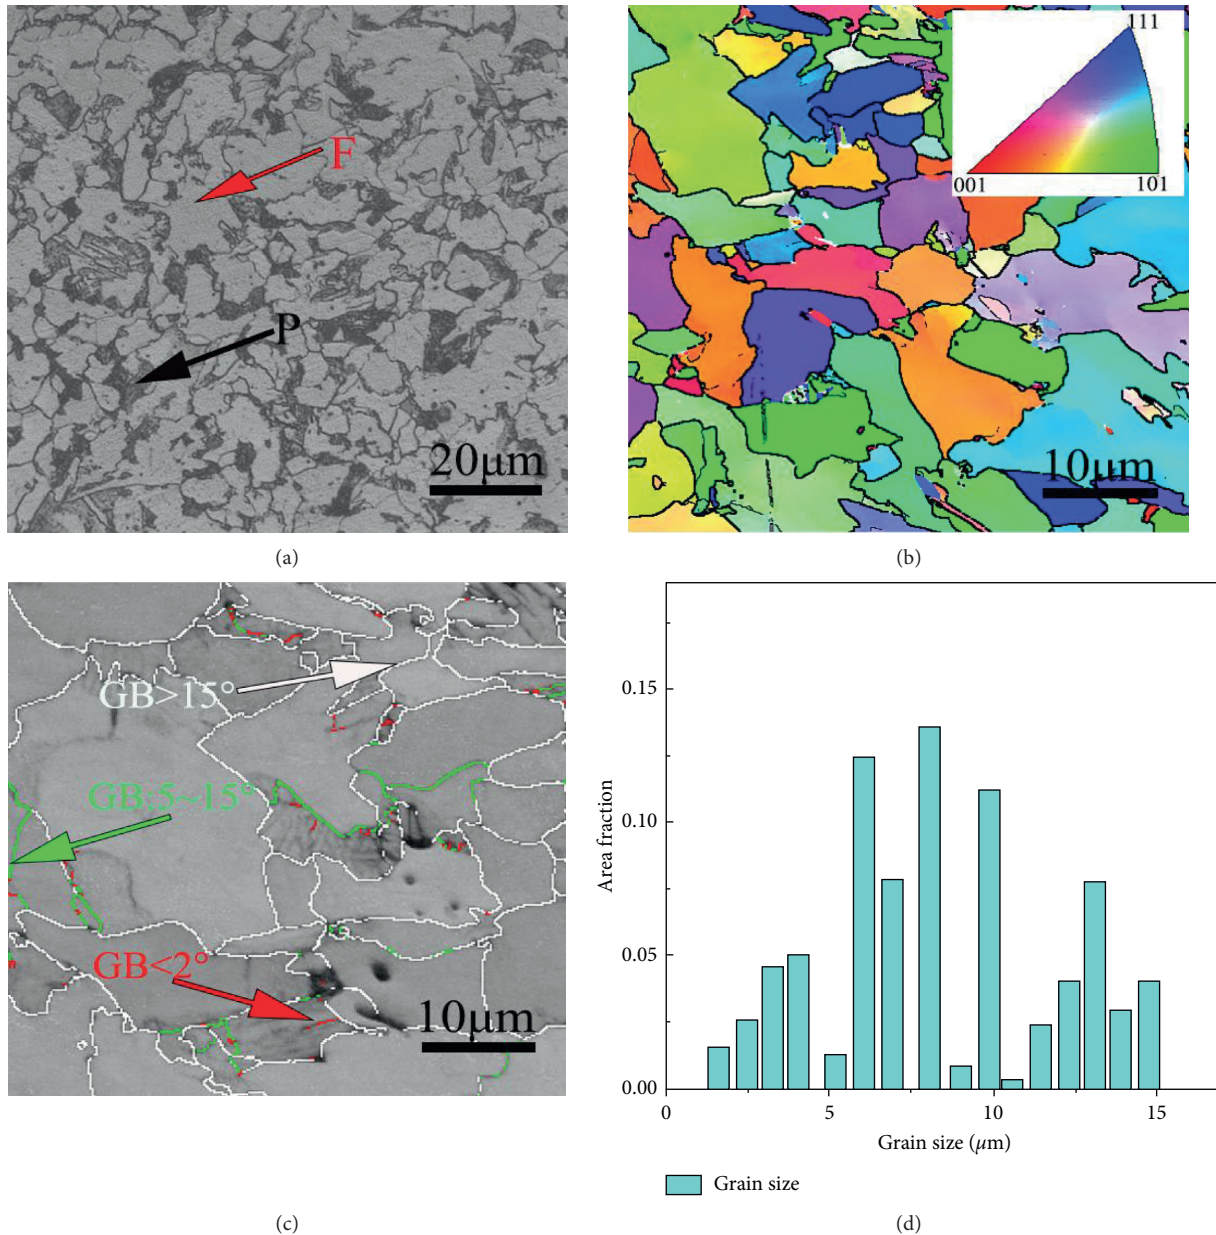 F
P
20μm
(a)
111
001
101
10μm
(b)
GB>15°
GB:5~15°
GB<2°
10μm
(c)
0.15
0.10
0.05
0.00
Area fraction
0
5
10
15
Grain size (μm)
Grain size
(d)